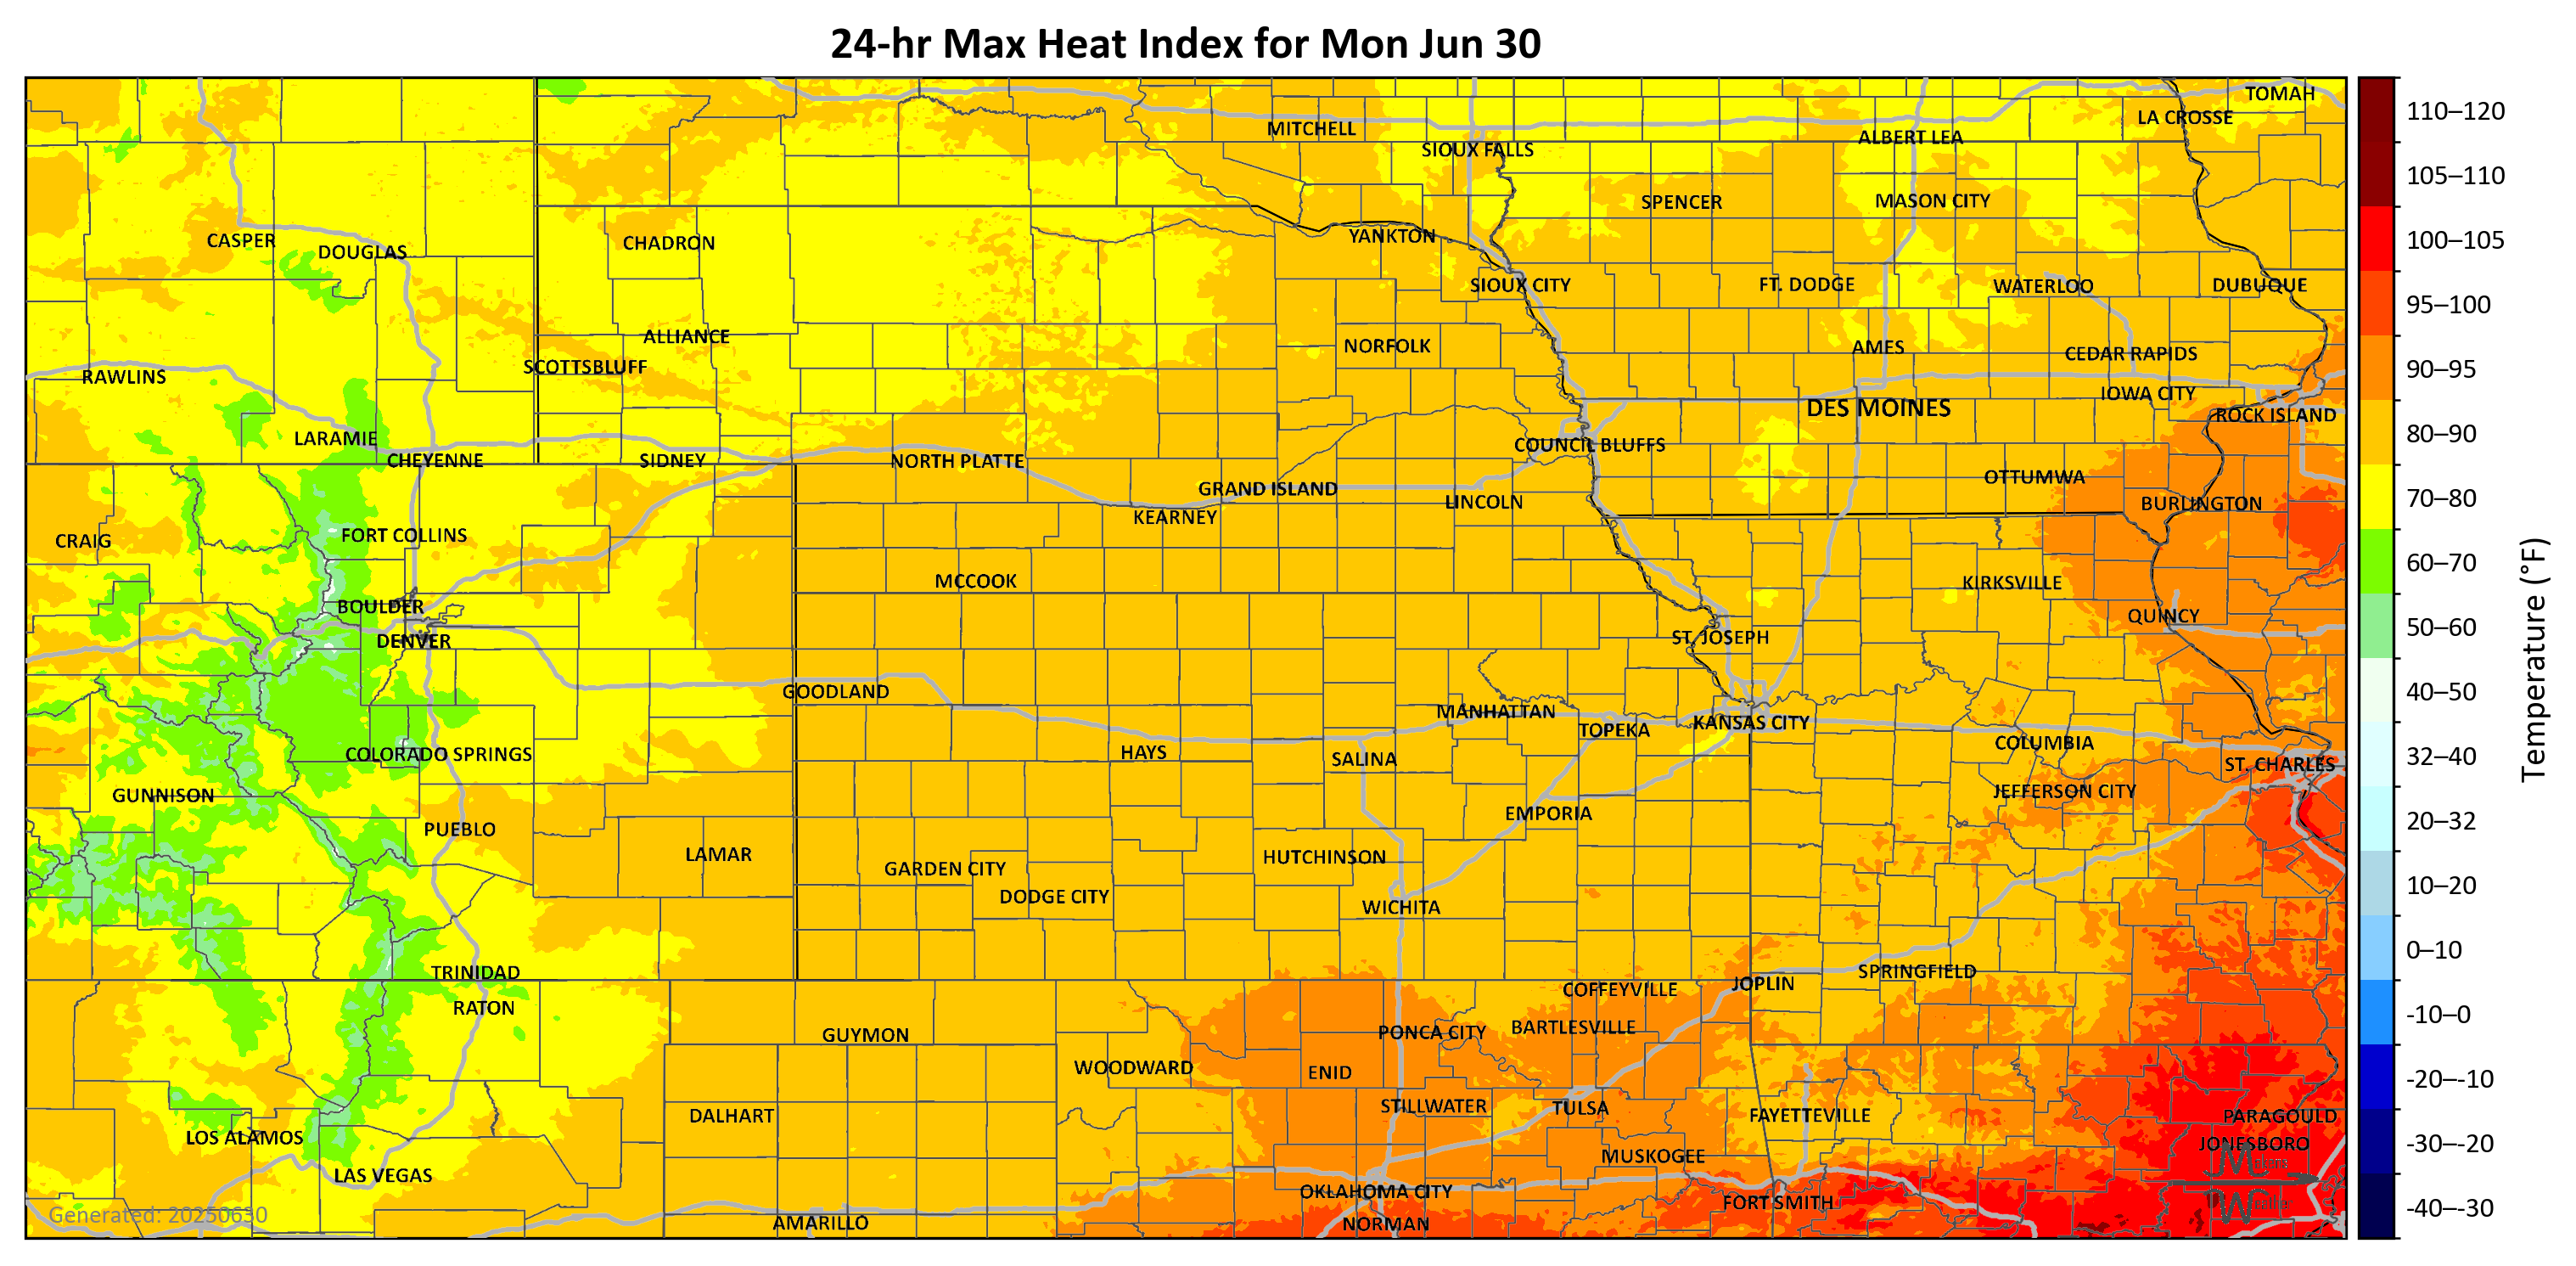 24-hr Max Heat Index for Mon Jun 30
TOMAH
LA CROSSE
MITCHELL
ALBERT LEA
SIOUX FALLS
SPENCER
MASON CITY
CASPER
DOUGLAS
CHADRON
YANKTON
SIOUX CITY
FT. DODGE
WATERLOO
DUBUQUE
ALLIANCE
NORFOLK
AMES
CEDAR RAPIDS
SCOTTSBLUFF
RAWLINS
IOWA CITY
DES MOINES
ROCK ISLAND
LARAMIE
COUNCIL BLUFFS
CHEYENNE
SIDNEY
NORTH PLATTE
OTTUMWA
GRAND ISLAND
LINCOLN
BURLINGTON
KEARNEY
FORT COLLINS
CRAIG
MCCOOK
KIRKSVILLE
BOULDER
QUINCY
DENVER
ST. JOSEPH
GOODLAND
MANHATTAN
TOPEKA
KANSAS CITY
COLUMBIA
COLORADO SPRINGS
HAYS
SALINA
ST. CHARLES
GUNNISON
JEFFERSON CITY
EMPORIA
PUEBLO
LAMAR
HUTCHINSON
GARDEN CITY
DODGE CITY
WICHITA
TRINIDAD
SPRINGFIELD
JOPLIN
COFFEYVILLE
RATON
GUYMON
PONCA CITY
BARTLESVILLE
WOODWARD
ENID
DALHART
STILLWATER
TULSA
FAYETTEVILLE
PARAGOULD
LOS ALAMOS
JONESBORO
MUSKOGEE
LAS VEGAS
OKLAHOMA CITY
FORT SMITH
AMARILLO
NORMAN
Generated: 20250630
110–120
105–110
100–105
95–100
90–95
80–90
70–80
60–70
50–60
40–50
32–40
20–32
10–20
0–10
-10–0
-20–-10
-30–-20
-40–-30
Temperature (°F)